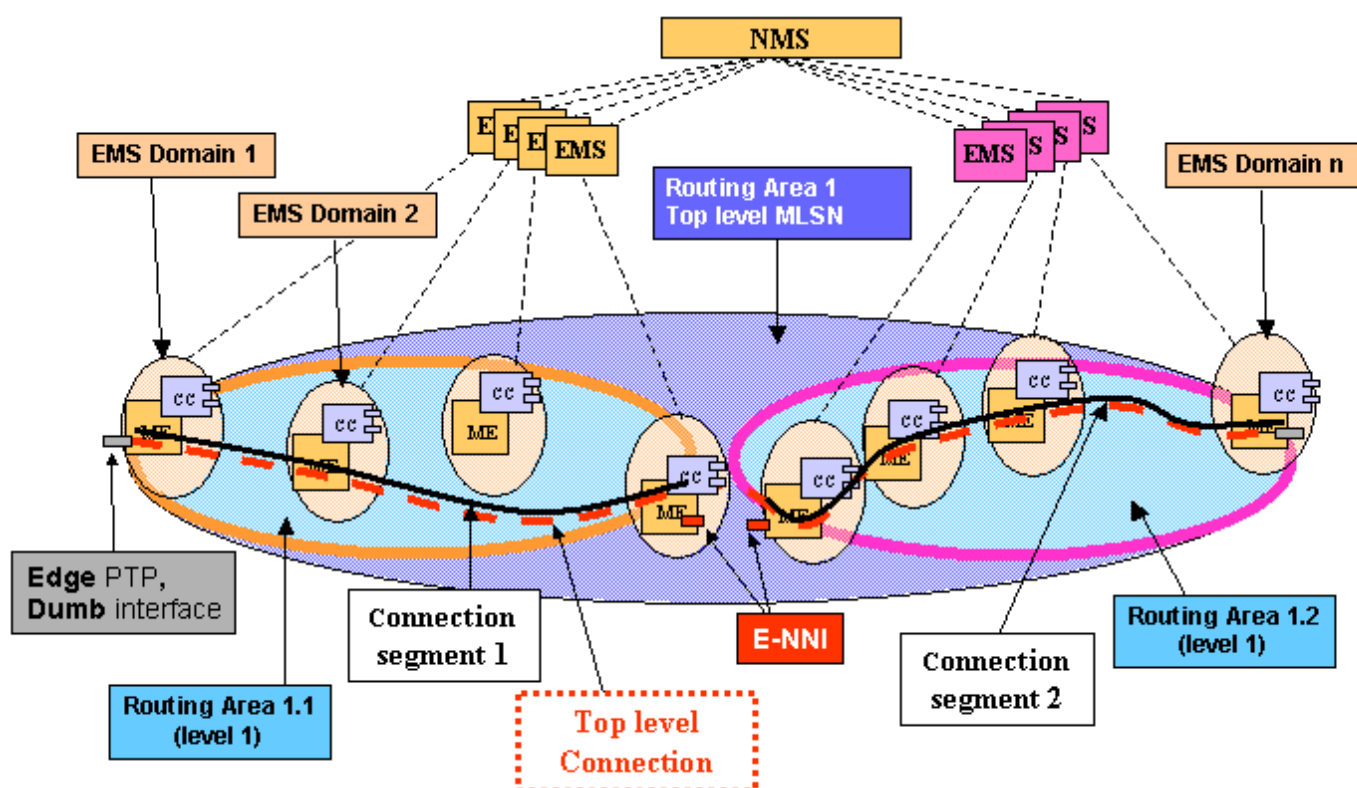 NMS
E
E
E
EMS
EMS
S
S
S
EMS Domain 1
EMS Domain 2
Routing Area 1
Top level MLSN
EMS Domain n
CC
ME
CC
ME
CC
ME
CC
ME
CC
ME
CC
ME
CC
ME
CC
ME
Edge PTP,
Dumb interface
Connection
segment 1
E-NNI
Connection
segment 2
Routing Area 1.2
(level 1)
Routing Area 1.1
(level 1)
Top level
Connection